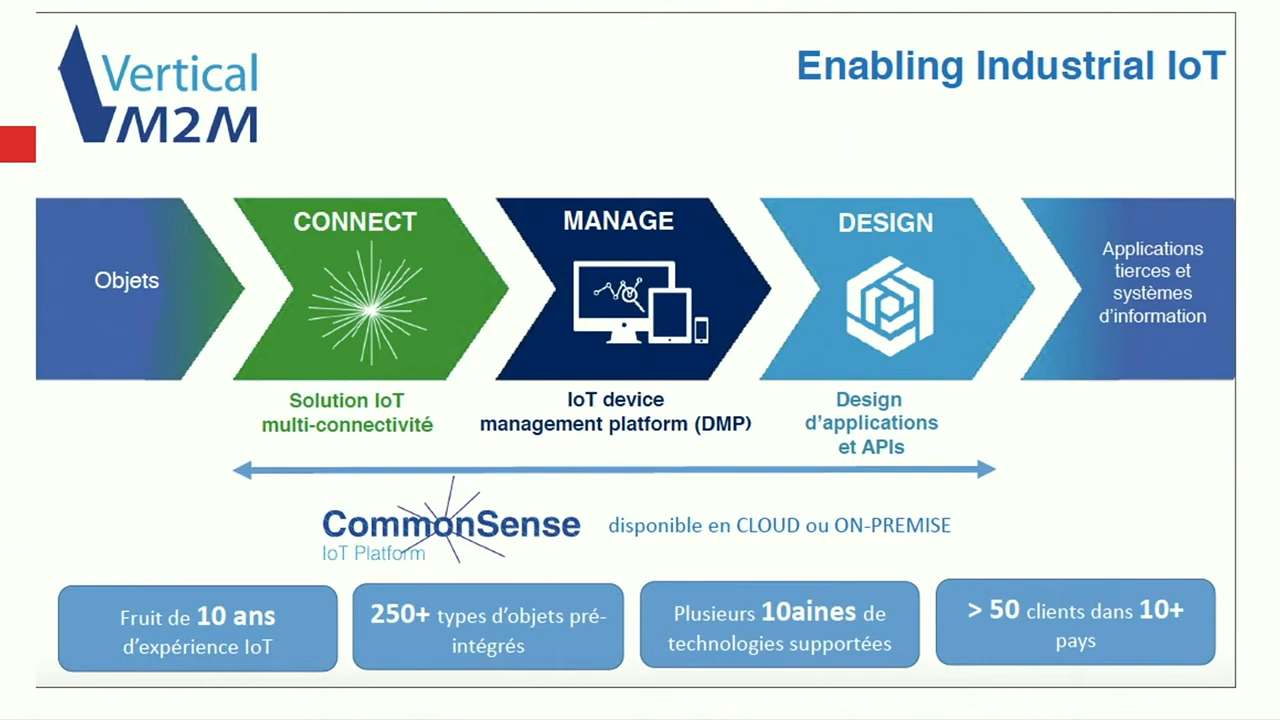 Vertical
M2M
Enabling Industrial IoT
Objets
CONNECT
MANAGE
DESIGN
Applications
tierces et
systèmes
d'information
Solution IoT
multi-connectivité
IoT device
management platform (DMP)
Design
d'applications
et APIs
CommonSense
IoT Platform
disponible en CLOUD ou ON-PREMISE
Fruit de 10 ans
d'expérience IoT
250+ types d'objets pré-
intégrés
Plusieurs 10aines de
technologies supportées
> 50 clients dans 10+
pays